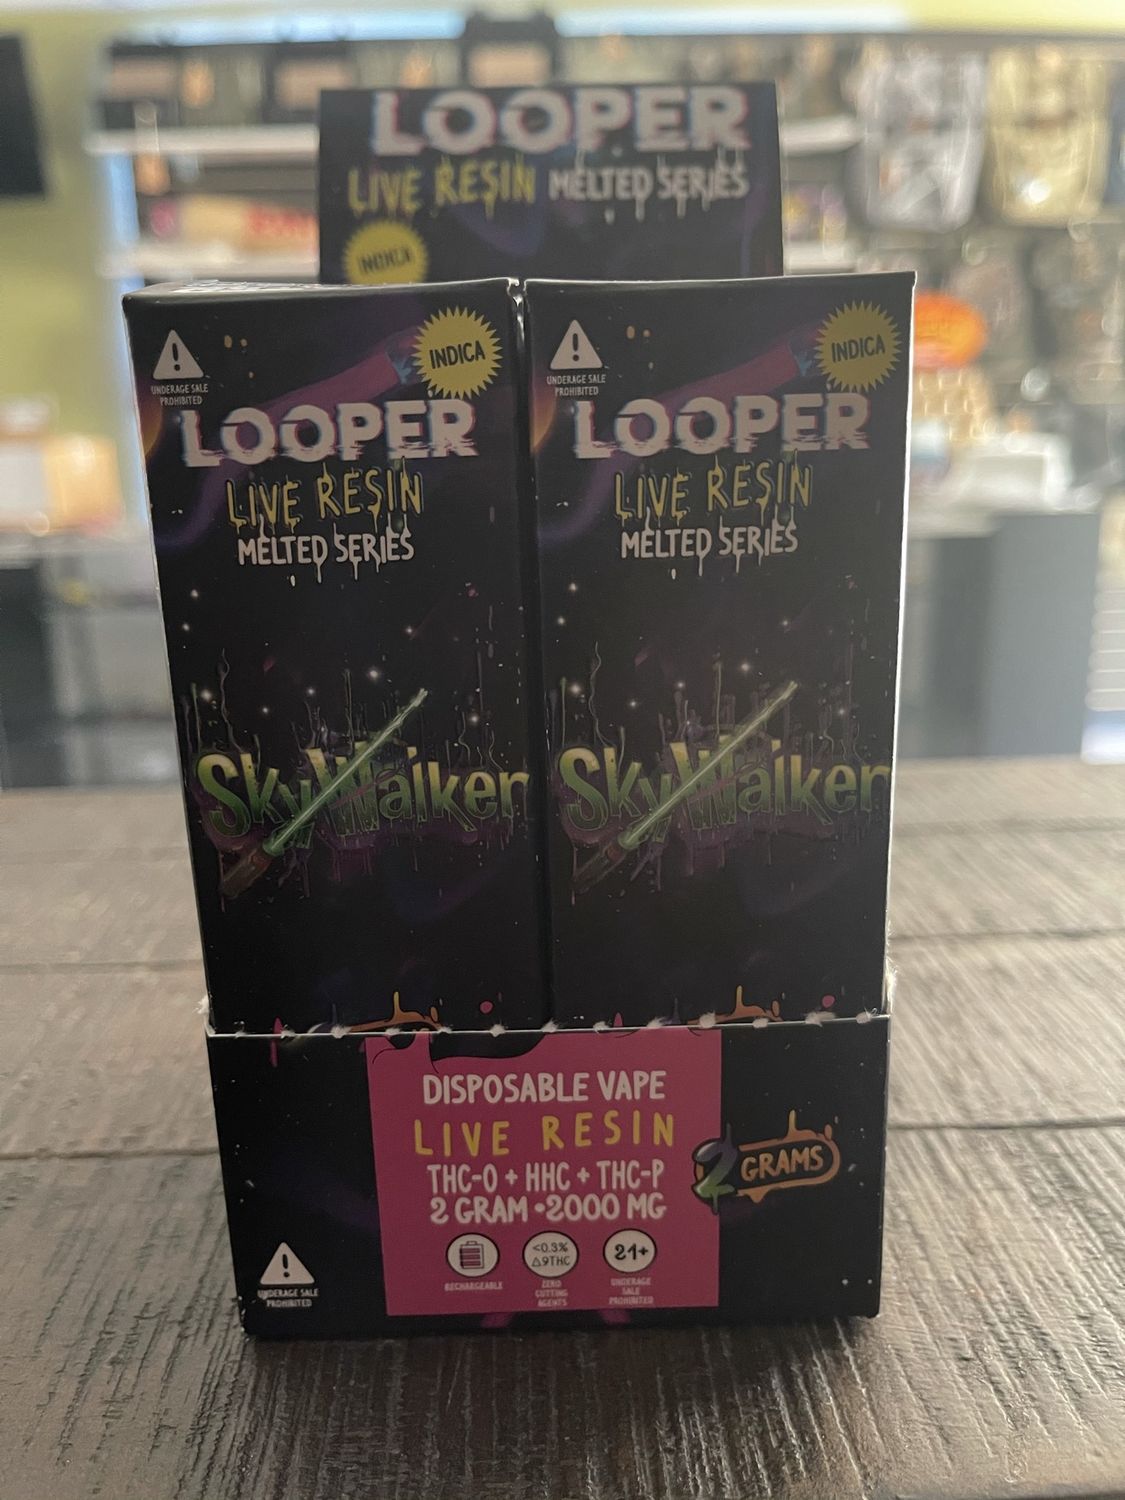 LOOPER
LIVE RESIN MELTED SERIES
INDICA
INDICA
UNDERAGE SALE
PROHIBITED
LOOPER
LIVE RESIN
MELTED SERIES
SkyWalker
INDICA
UNDERAGE SALE
PROHIBITED
LOOPER
LIVE RESIN
MELTED SERIES
SkyWalker
DISPOSABLE VAPE
LIVE RESIN
THC-O + HHC + THC-P
2 GRAM •2000 MG
2 GRAMS
<0.3%
Δ9THC
21+
RECHARGEABLE
ZERO
CUTTING
AGENTS
UNDERAGE
SALE
PROHIBITED
UNDERAGE SALE
PROHIBITED